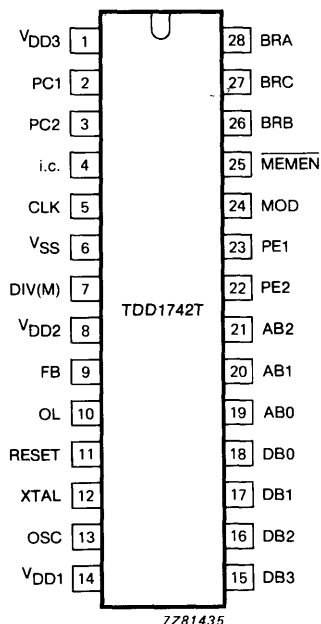 VDD3 1 28 BRA
PC1 2 27 BRC
PC2 3 26 BRB
i.c. 4 25 MEMEN
CLK 5 24 MOD
VSS 6 23 PE1
DIV(M) 7 22 PE2
TDD1742T
VDD2 8 21 AB2
FB 9 20 AB1
OL 10 19 AB0
RESET 11 18 DB0
XTAL 12 17 DB1
OSC 13 16 DB2
VDD1 14 15 DB3
7Z81435